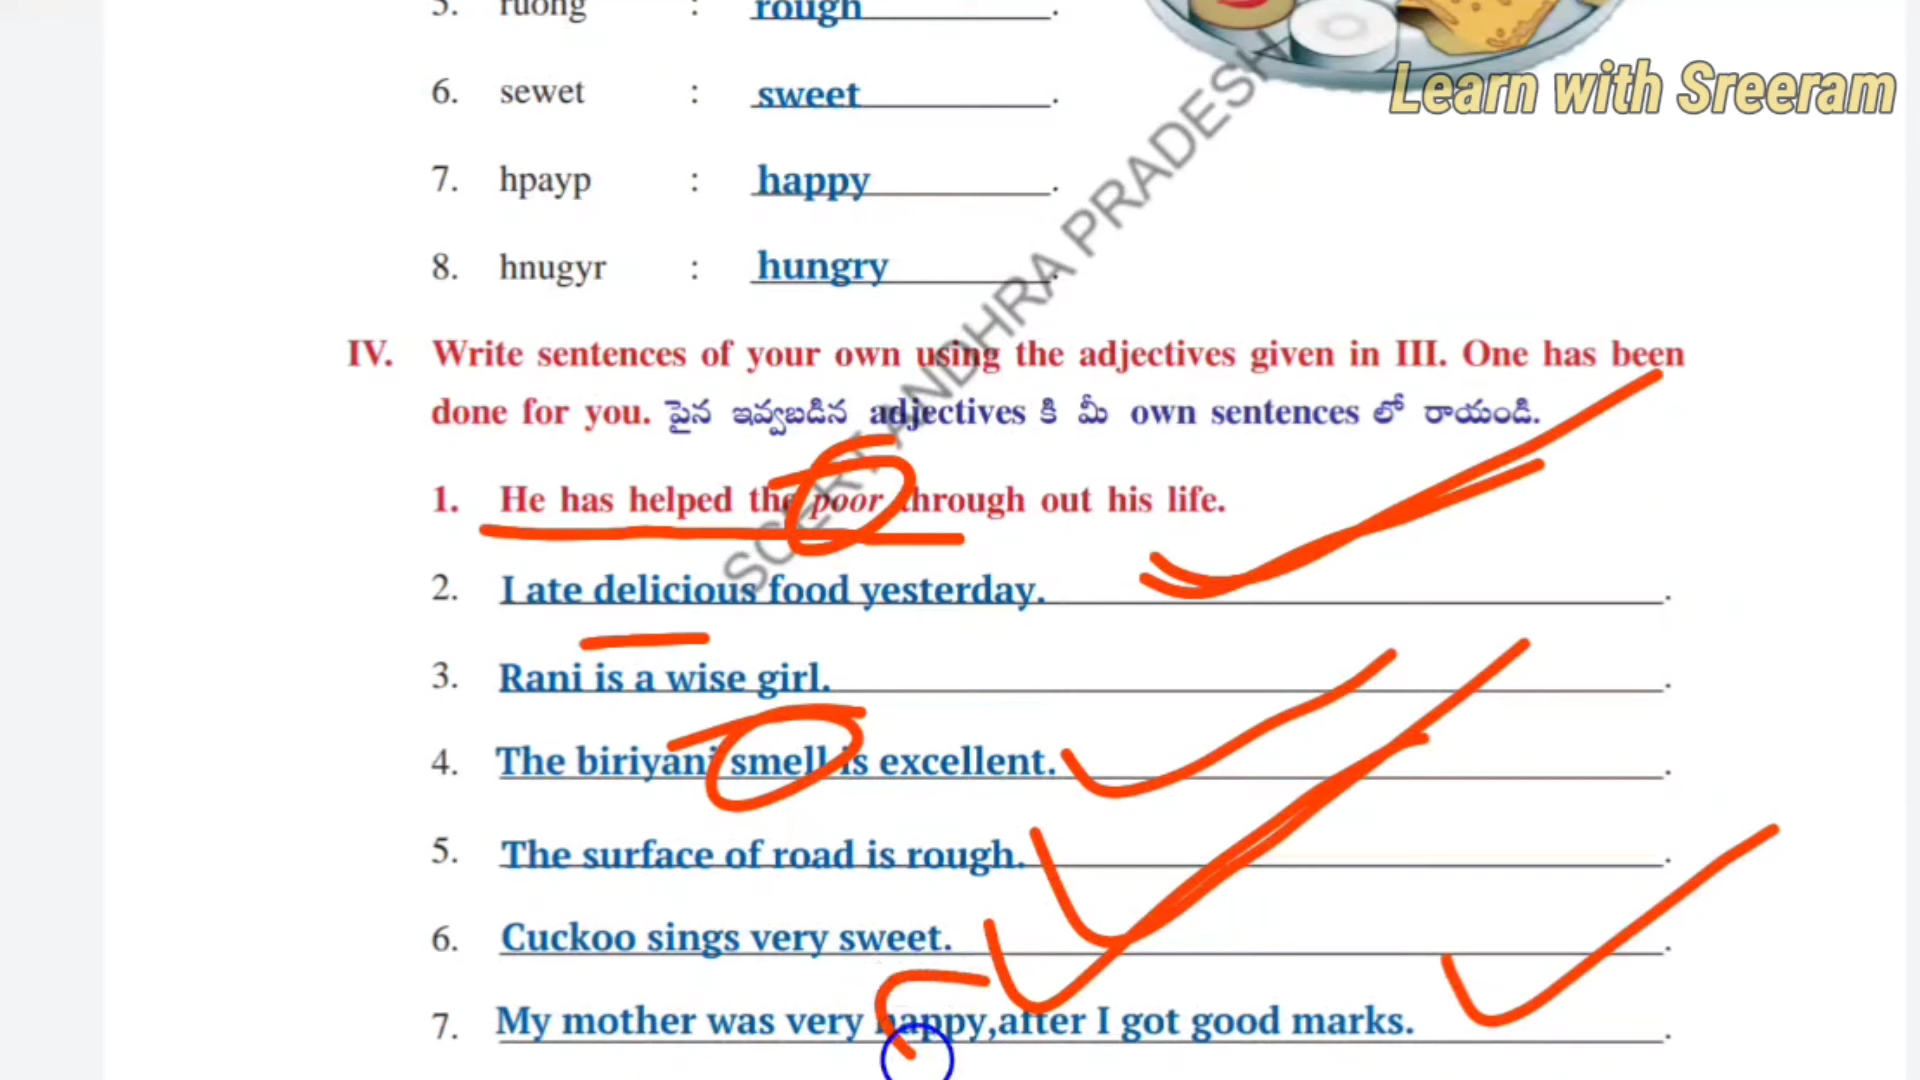 5. ruong : rough.
Learn with Sreeram
6. sewet : sweet.
7. hpayp : happy.
8. hnugyr : hungry.
SCERT ANDHRA PRADESH
IV. Write sentences of your own using the adjectives given in III. One has been
done for you. పైన ఇవ్వబడిన adjectives కి మీ own sentences లో రాయండి.
1. He has helped the poor through out his life.
2. I ate delicious food yesterday. .
3. Rani is a wise girl. .
4. The biriyani smell is excellent. .
5. The surface of road is rough. .
6. Cuckoo sings very sweet. .
7. My mother was very happy,after I got good marks. .